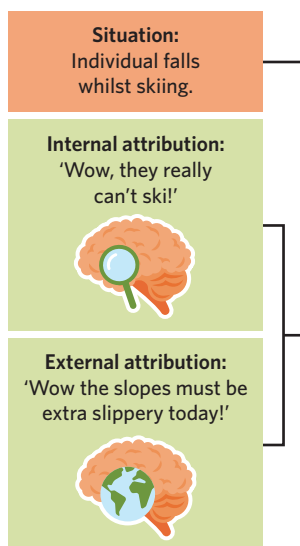 Situation:
Individual falls
whilst skiing.
Internal attribution:
‘Wow, they really
can’t ski!’
External attribution:
‘Wow the slopes must be
extra slippery today!’